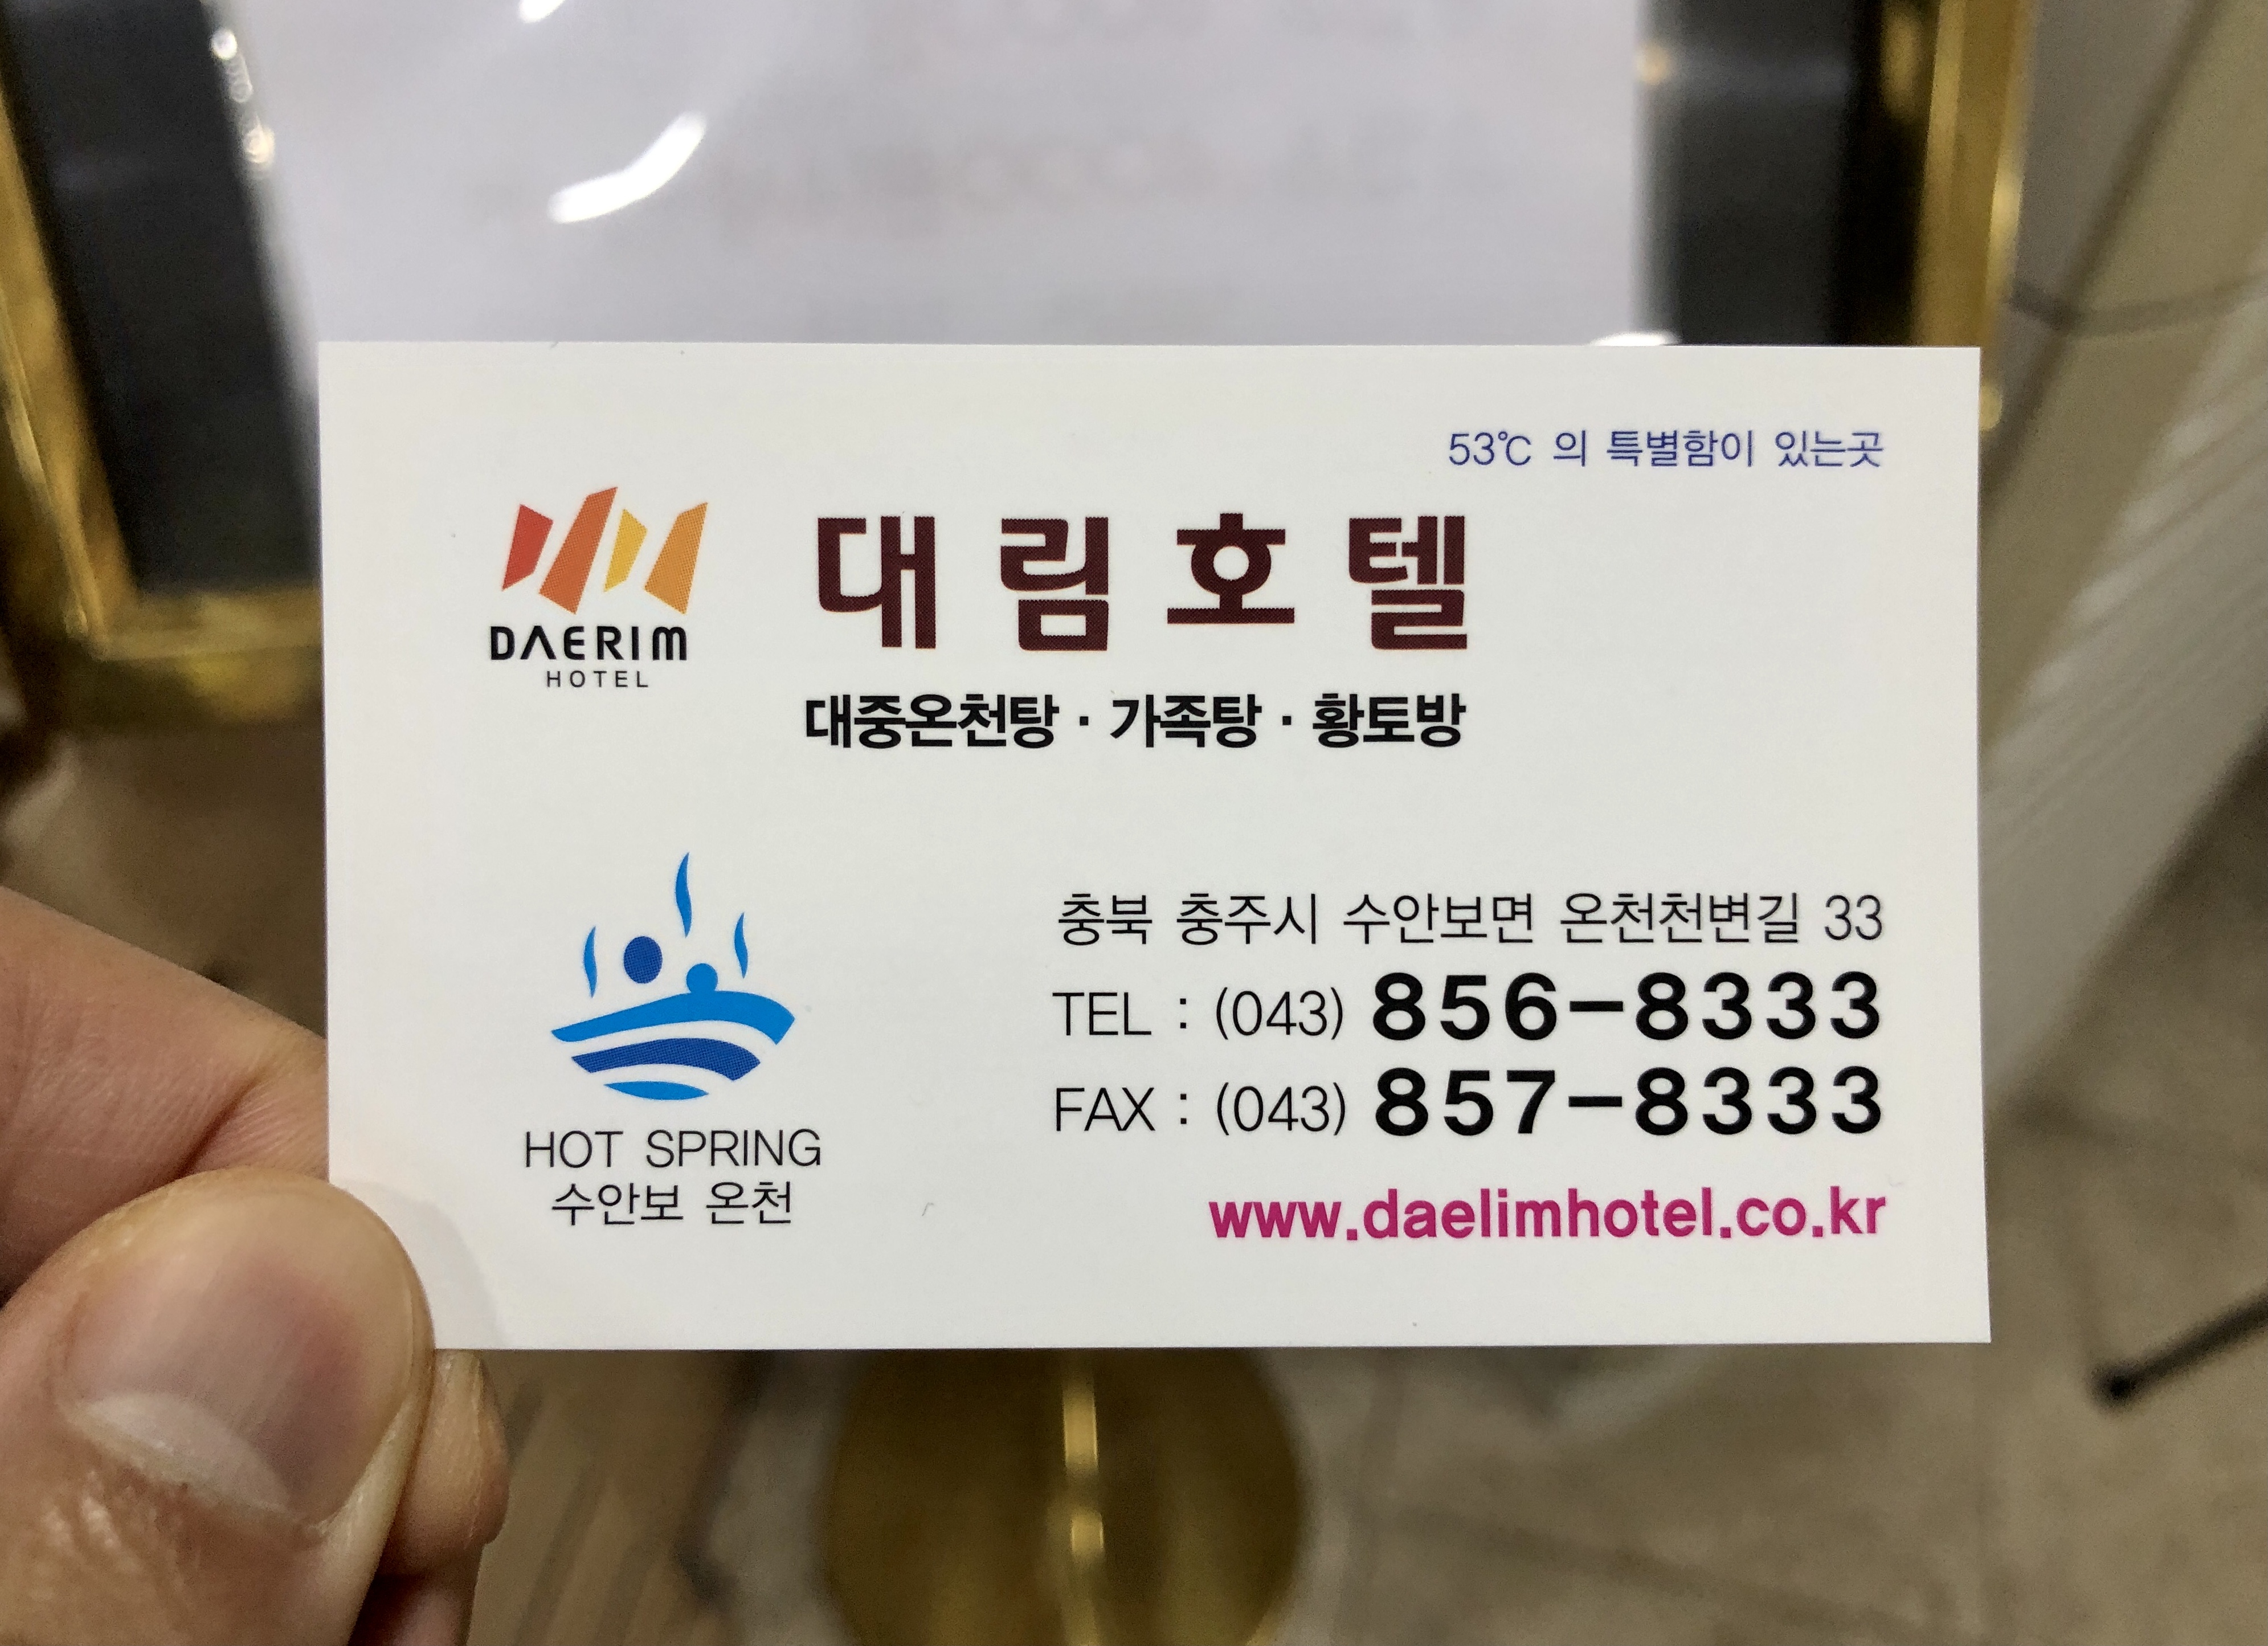 53℃ 의 특별함이 있는곳
대림호텔
DAERIM
HOTEL
대중온천탕 · 가족탕 · 황토방
HOT SPRING
수안보 온천
충북 충주시 수안보면 온천천변길 33
TEL : (043) 856-8333
FAX : (043) 857-8333
www.daelimhotel.co.kr